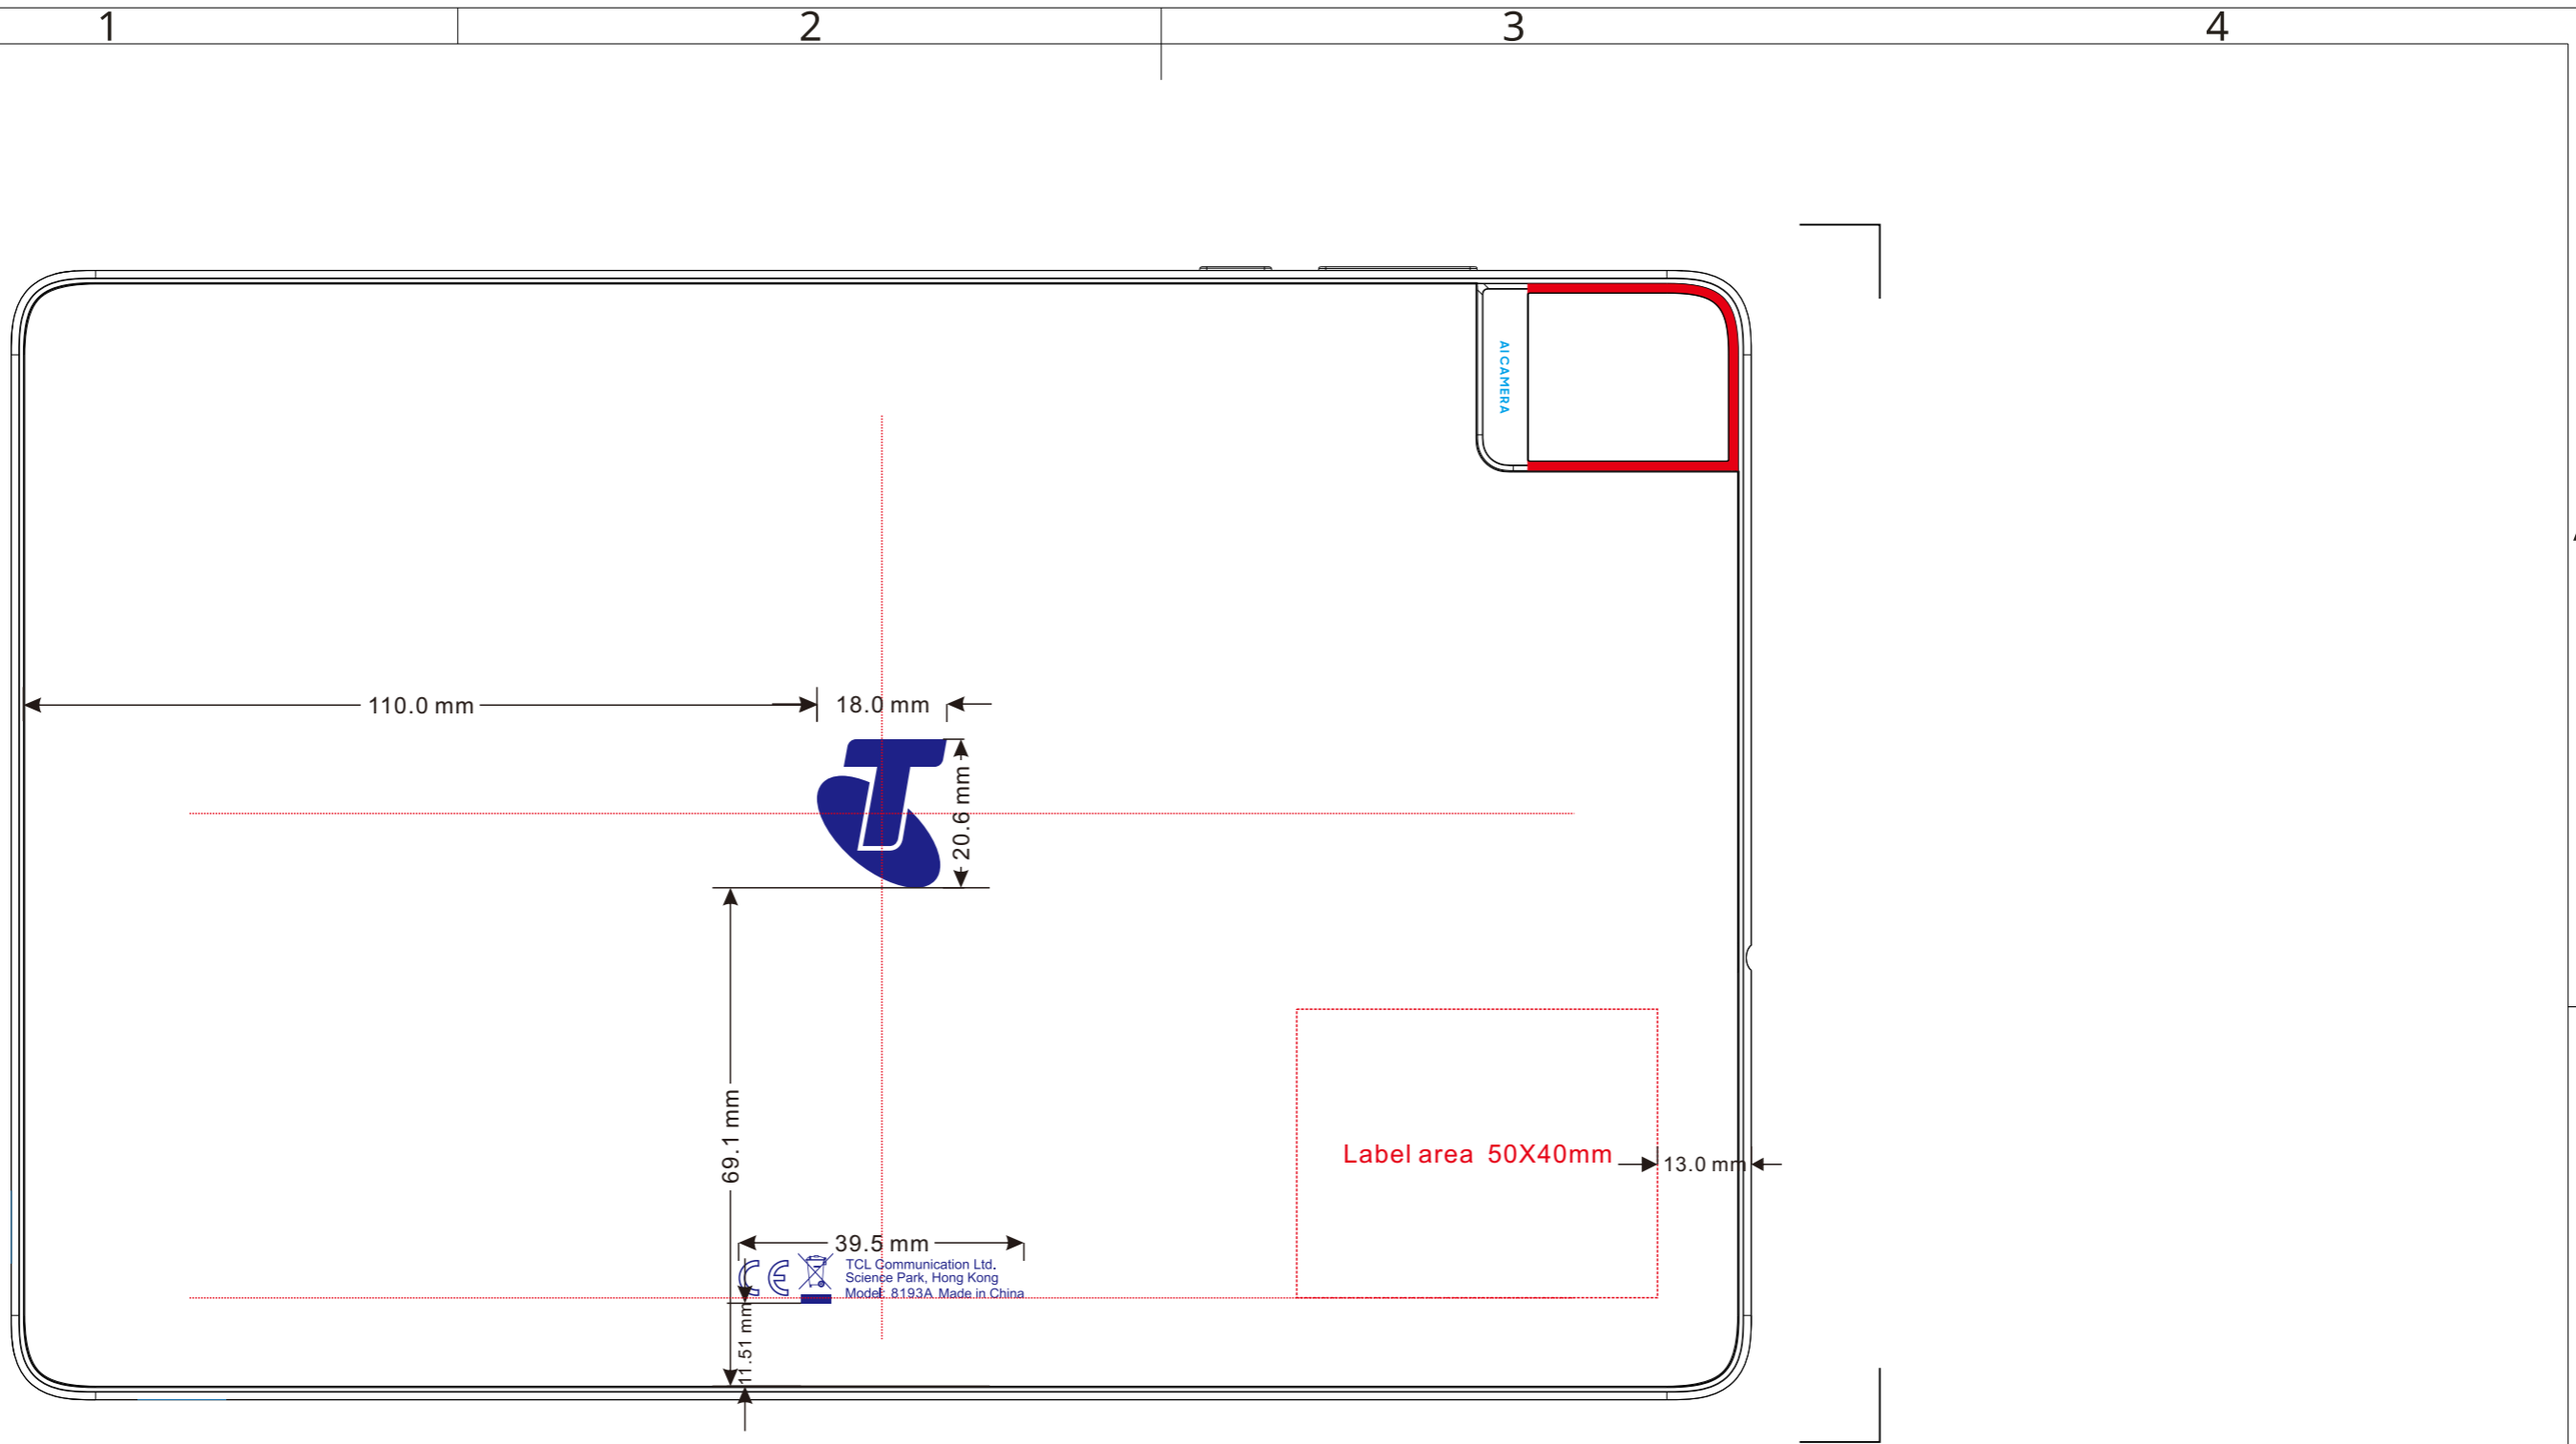 1 2 3 4
AI CAMERA
110.0 mm
18.0 mm
20.6 mm
69.1 mm
Label area 50X40mm
13.0 mm
39.5 mm
TCL Communication Ltd.
Science Park, Hong Kong
Model: 8193A Made in China
11.51 mm